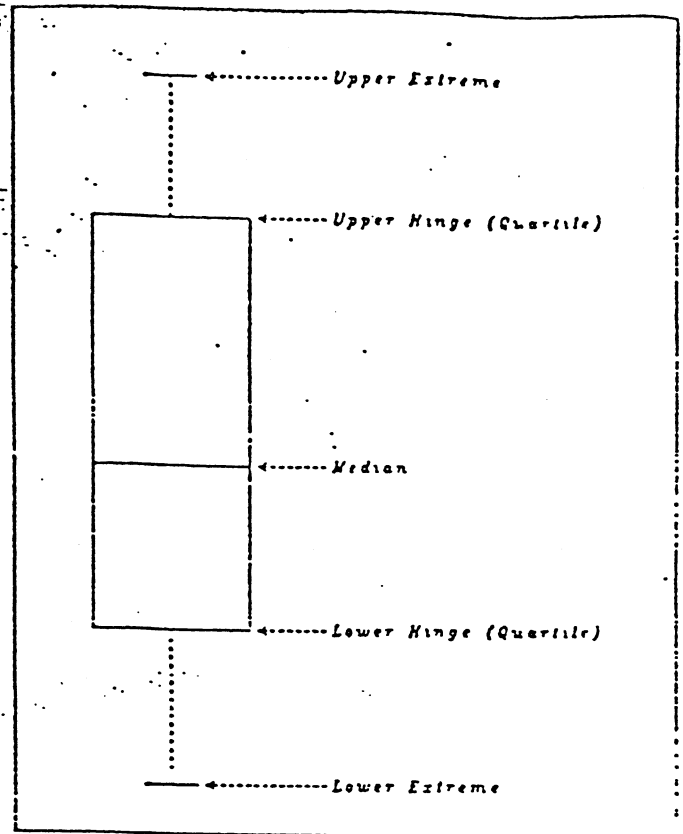 Upper Extreme
Upper Hinge (Quartile)
Median
Lower Hinge (Quartile)
Lower Extreme